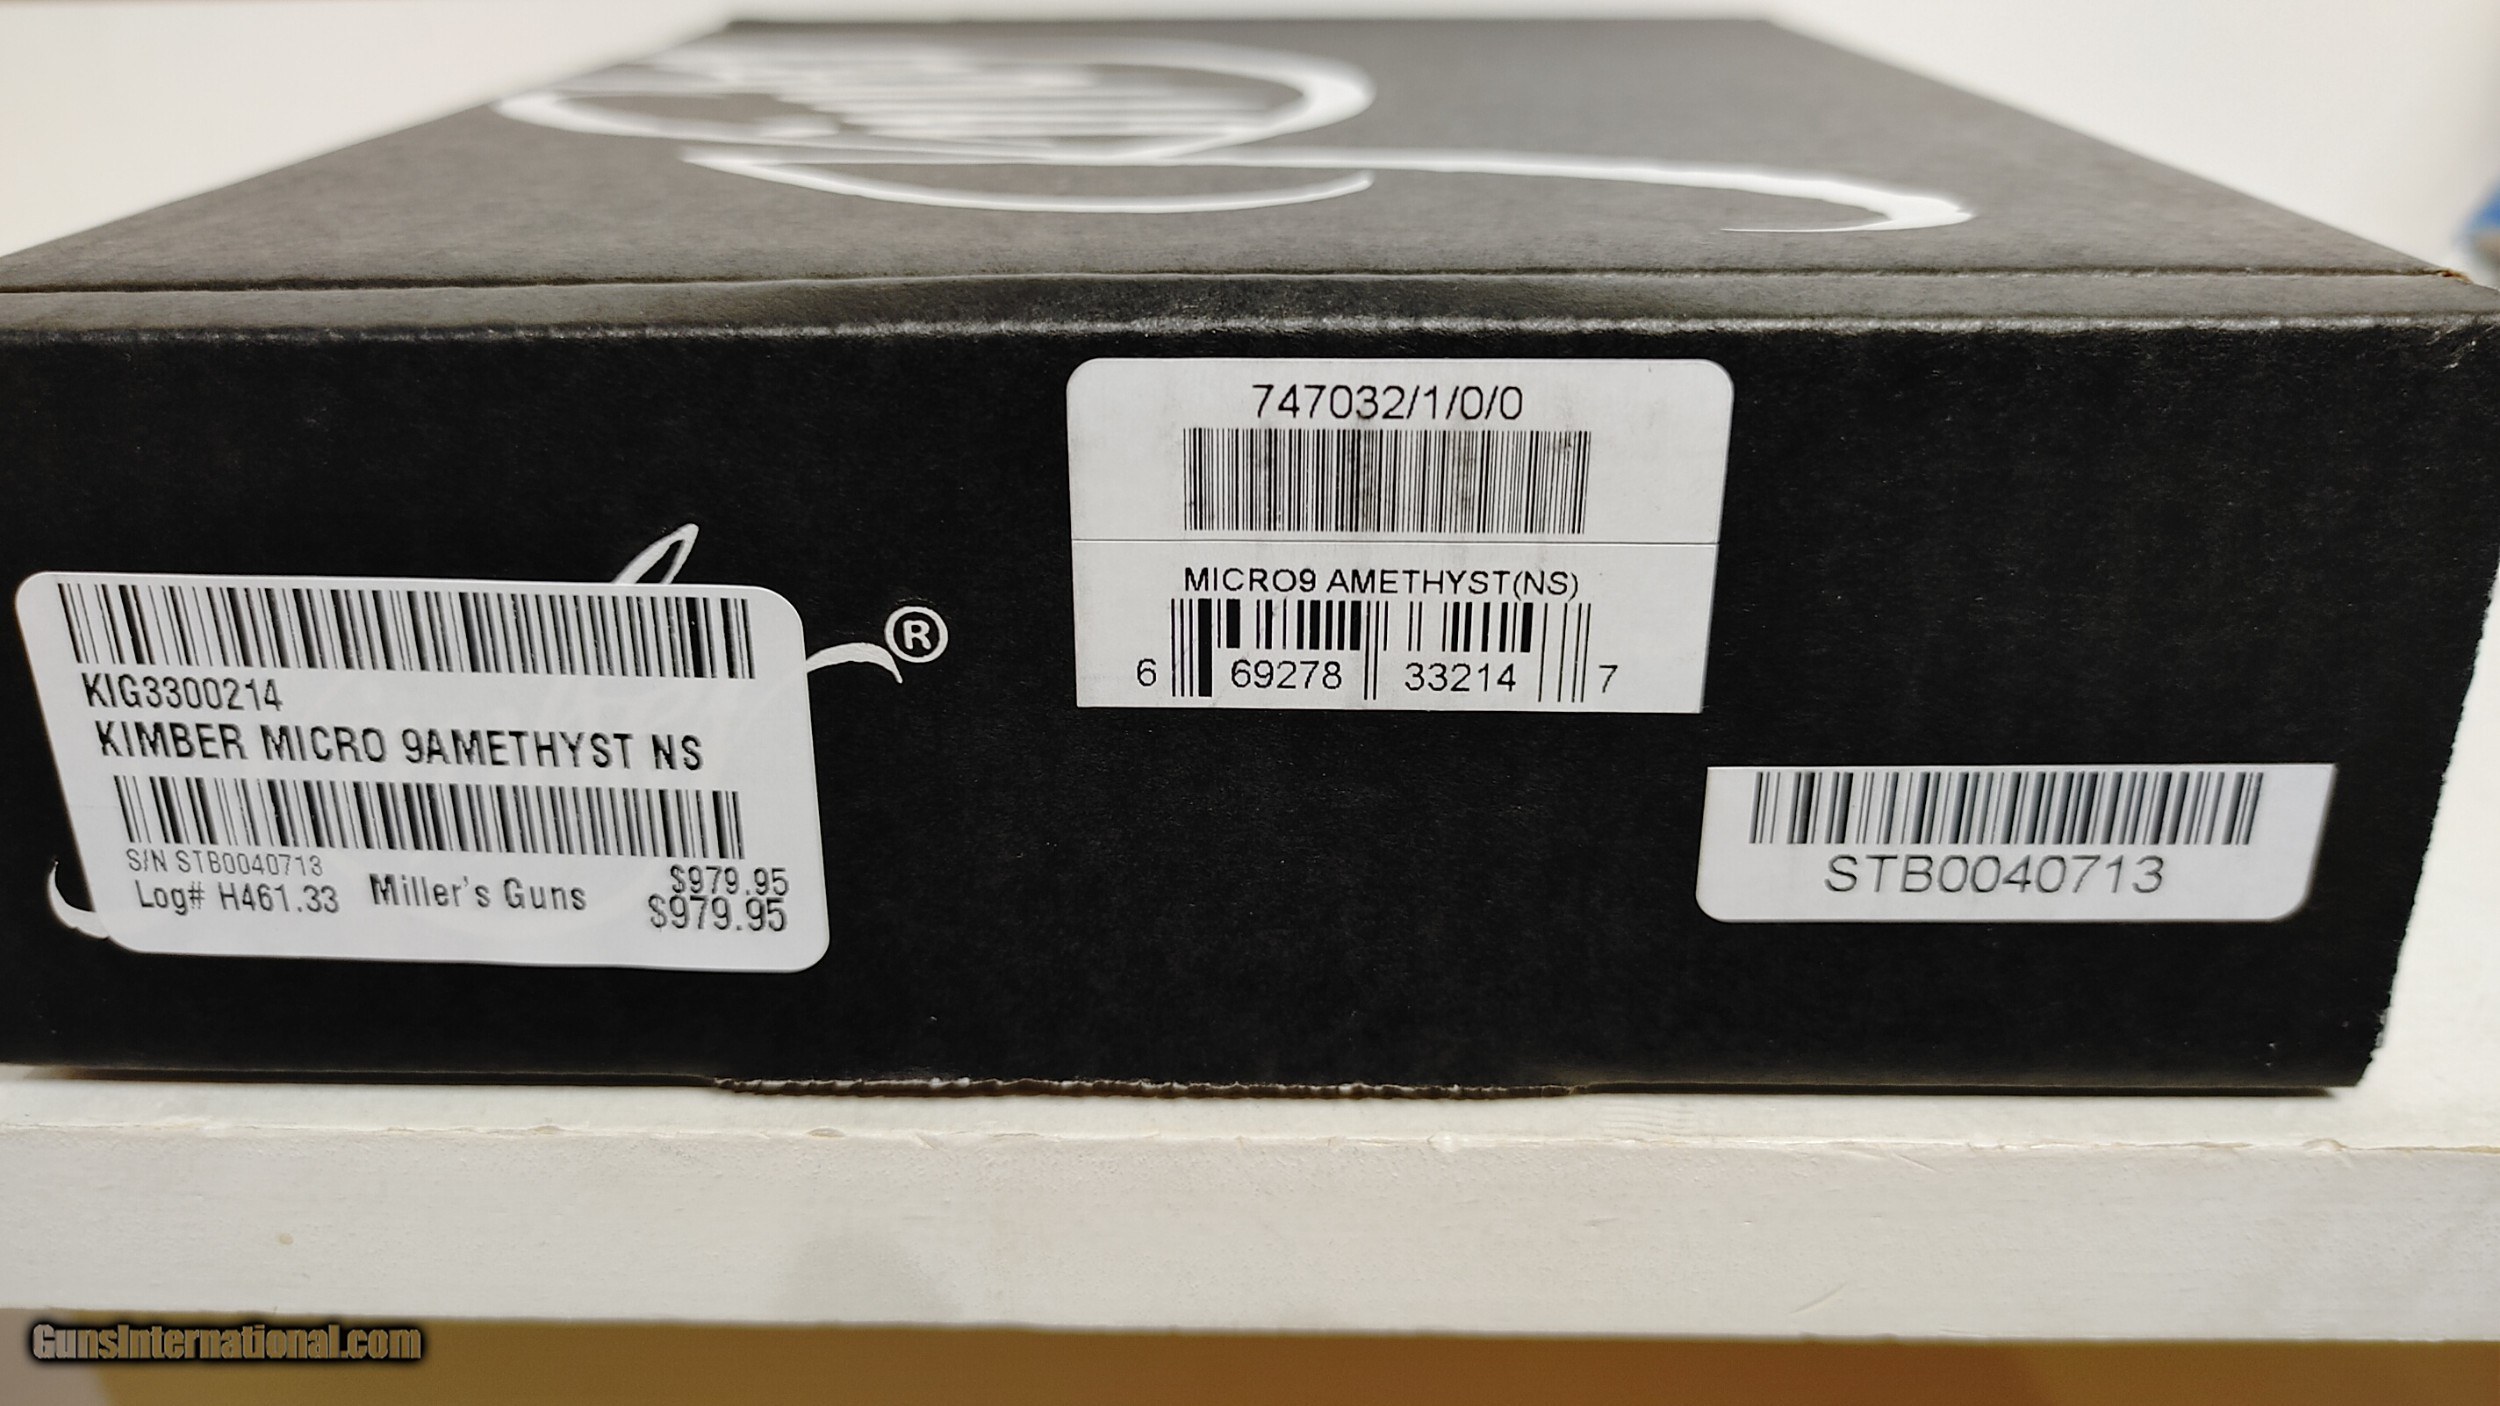 747032/1/0/0
MICRO9 AMETHYST(NS)
6 69278 33214 7
®
KIG3300214
KIMBER MICRO 9AMETHYST NS
S/N STB0040713
$979.95
Log# H461.33 Miller's Guns $979.95
STB0040713
GunsInternational.com